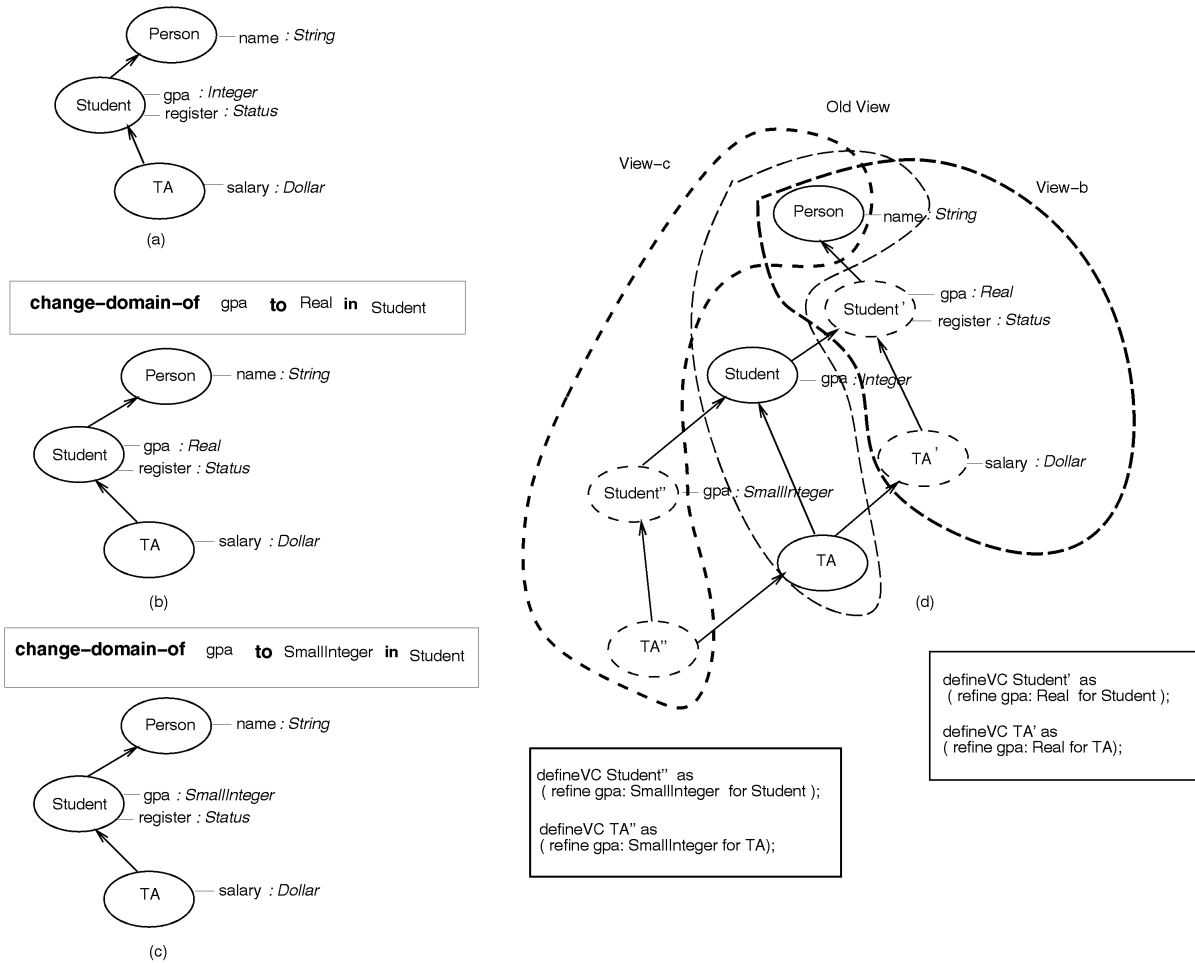 Person
name : String
Student
gpa : Integer
register : Status
TA
salary : Dollar
(a)
change-domain-of gpa to Real in Student
Person
name : String
Student
gpa : Real
register : Status
TA
salary : Dollar
(b)
change-domain-of gpa to SmallInteger in Student
Person
name : String
Student
gpa : SmallInteger
register : Status
TA
salary : Dollar
(c)
Old View
View-c
View-b
Person
name : String
Student'
gpa : Real
register : Status
Student
gpa : Integer
TA'
salary : Dollar
Student''
gpa : SmallInteger
TA
TA''
(d)
defineVC Student'' as
( refine gpa: SmallInteger for Student );
defineVC TA'' as
( refine gpa: SmallInteger for TA);
defineVC Student' as
( refine gpa: Real for Student );
defineVC TA' as
( refine gpa: Real for TA);